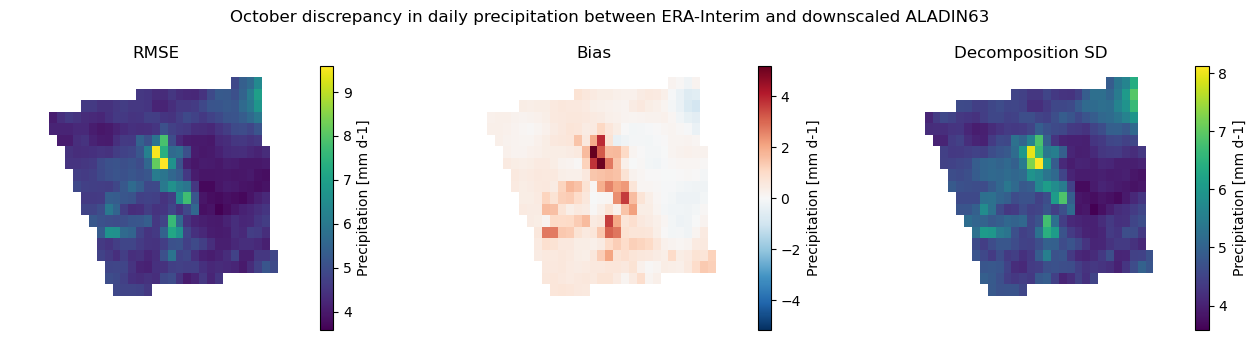 October discrepancy in daily precipitation between ERA-Interim and downscaled ALADIN63
RMSE
9
8
7
6
5
4
Precipitation [mm d-1]
Bias
4
2
0
−2
−4
Precipitation [mm d-1]
Decomposition SD
8
7
6
5
4
Precipitation [mm d-1]